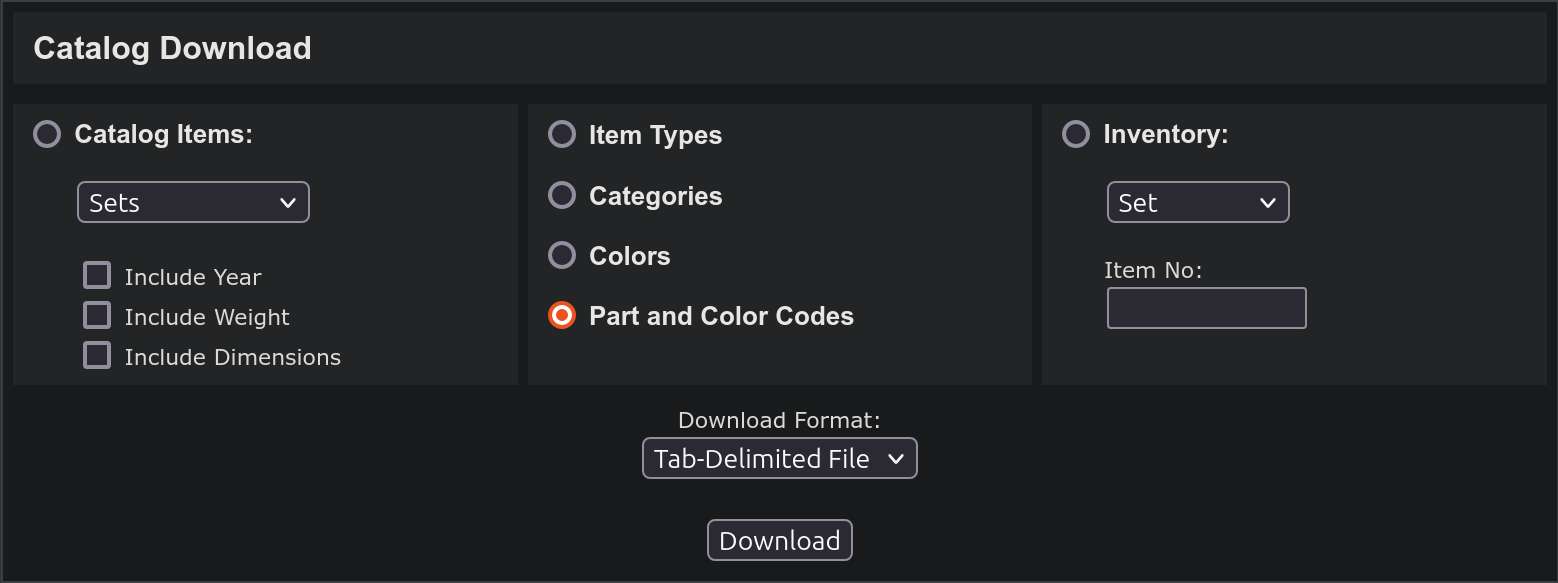 Catalog Download
Catalog Items:
Sets
Include Year
Include Weight
Include Dimensions
Item Types
Categories
Colors
Part and Color Codes
Inventory:
Set
Item No:
Download Format:
Tab-Delimited File
Download